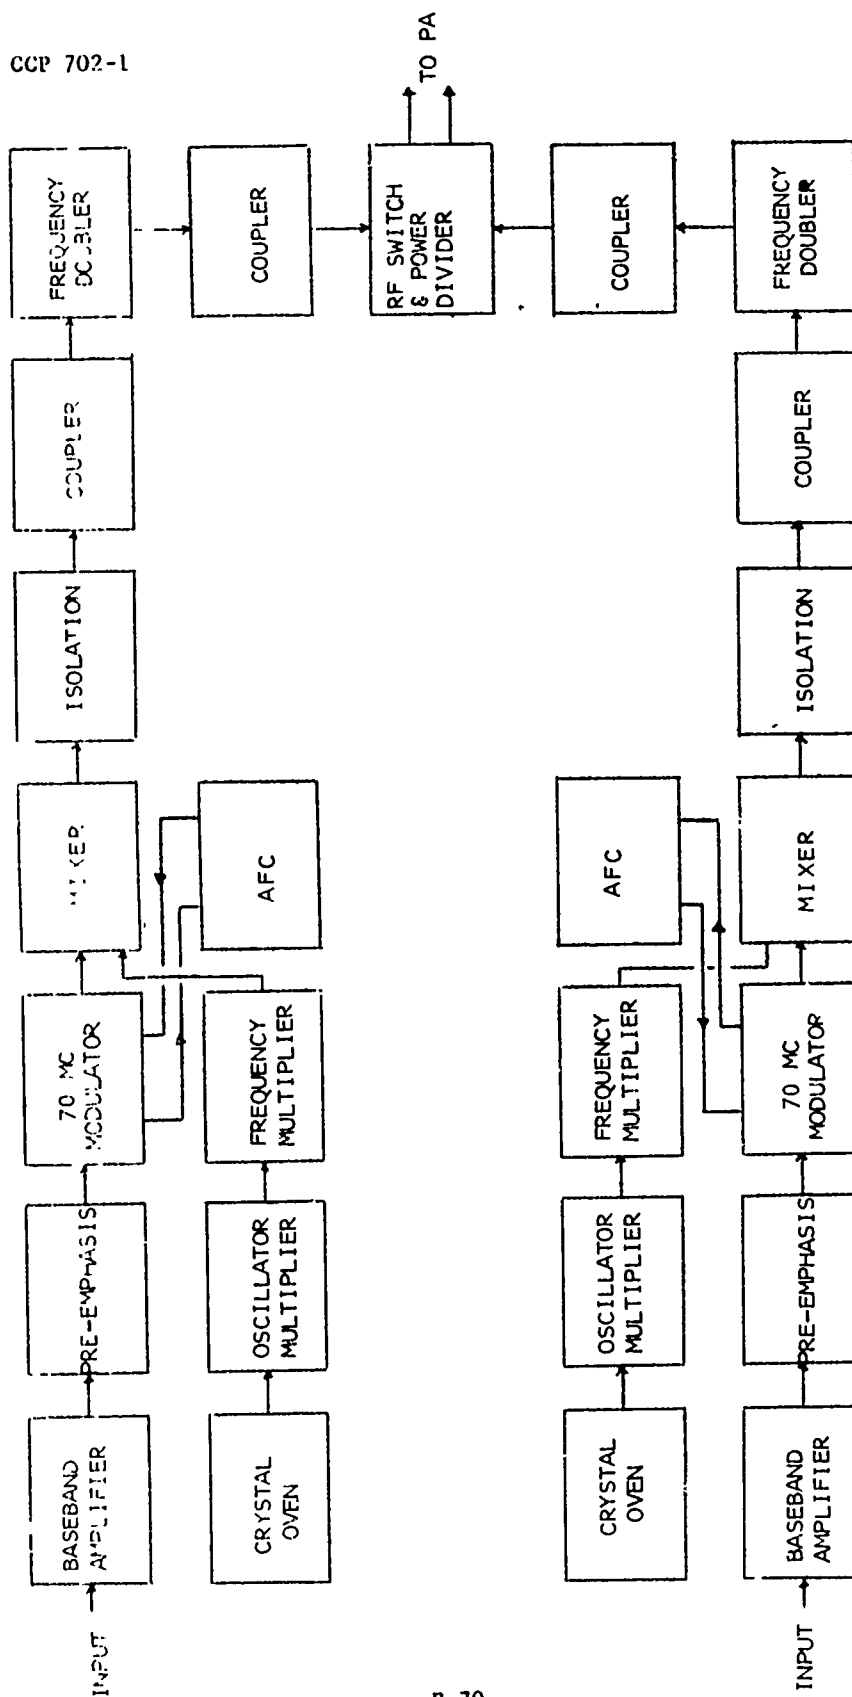 CCP 702-1
INPUT
BASEBAND
AMPLIFIER
PRE-EMPHASIS
70 MC
MODULATOR
MIXER
ISOLATION
COUPLER
FREQUENCY
DOUBLER
CRYSTAL
OVEN
OSCILLATOR
MULTIPLIER
FREQUENCY
MULTIPLIER
AFC
COUPLER
RF SWITCH
& POWER
DIVIDER
TO PA
CRYSTAL
OVEN
OSCILLATOR
MULTIPLIER
FREQUENCY
MULTIPLIER
AFC
COUPLER
INPUT
BASEBAND
AMPLIFIER
PRE-EMPHASIS
70 MC
MODULATOR
MIXER
ISOLATION
COUPLER
FREQUENCY
DOUBLER